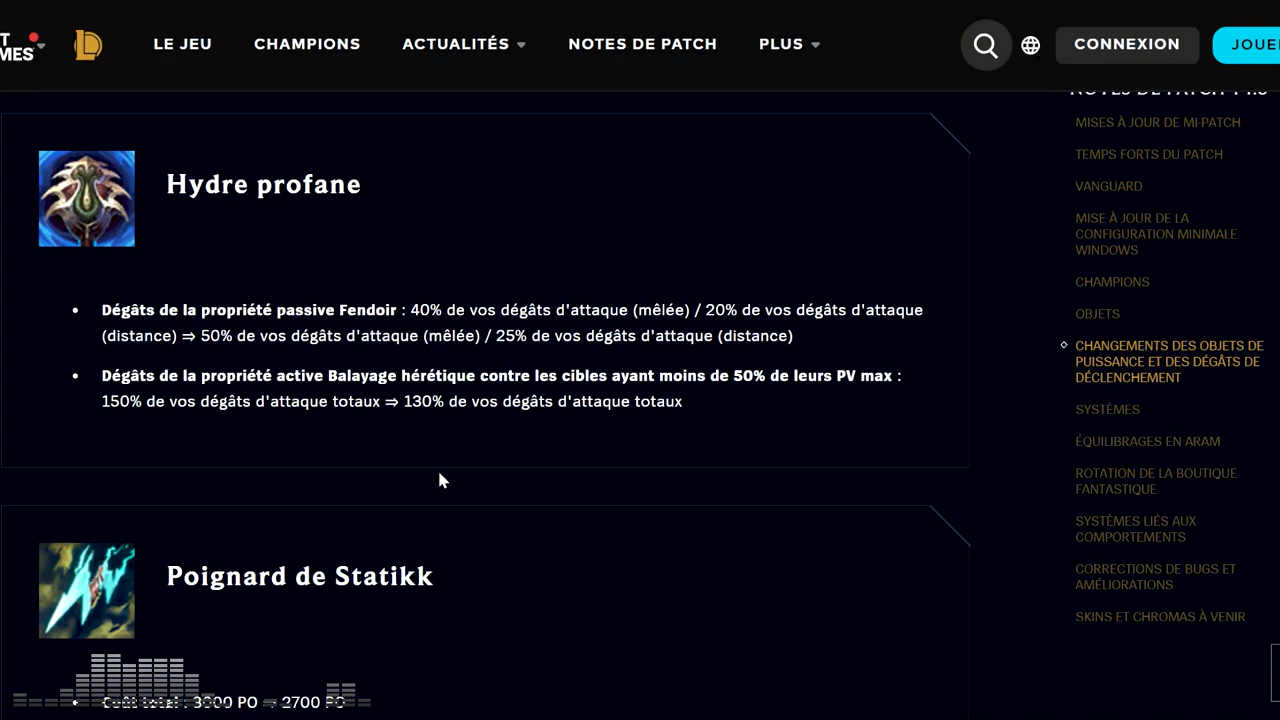 LE JEU
CHAMPIONS
ACTUALITÉS
NOTES DE PATCH
PLUS
CONNEXION
Hydre profane
• Dégâts de la propriété passive Fendoir : 40% de vos dégâts d'attaque (mêlée) / 20% de vos dégâts d'attaque
(distance) ⇒ 50% de vos dégâts d'attaque (mêlée) / 25% de vos dégâts d'attaque (distance)
• Dégâts de la propriété active Balayage hérétique contre les cibles ayant moins de 50% de leurs PV max :
150% de vos dégâts d'attaque totaux ⇒ 130% de vos dégâts d'attaque totaux
Poignard de Statikk
MISES À JOUR DE MI-PATCH
TEMPS FORTS DU PATCH
VANGUARD
MISE À JOUR DE LA
CONFIGURATION MINIMALE
WINDOWS
CHAMPIONS
OBJETS
CHANGEMENTS DES OBJETS DE
PUISSANCE ET DES DÉGÂTS DE
DÉCLENCHEMENT
SYSTÈMES
ÉQUILIBRAGES EN ARAM
ROTATION DE LA BOUTIQUE
FANTASTIQUE
SYSTÈMES LIÉS AUX
COMPORTEMENTS
CORRECTIONS DE BUGS ET
AMÉLIORATIONS
SKINS ET CHROMAS À VENIR